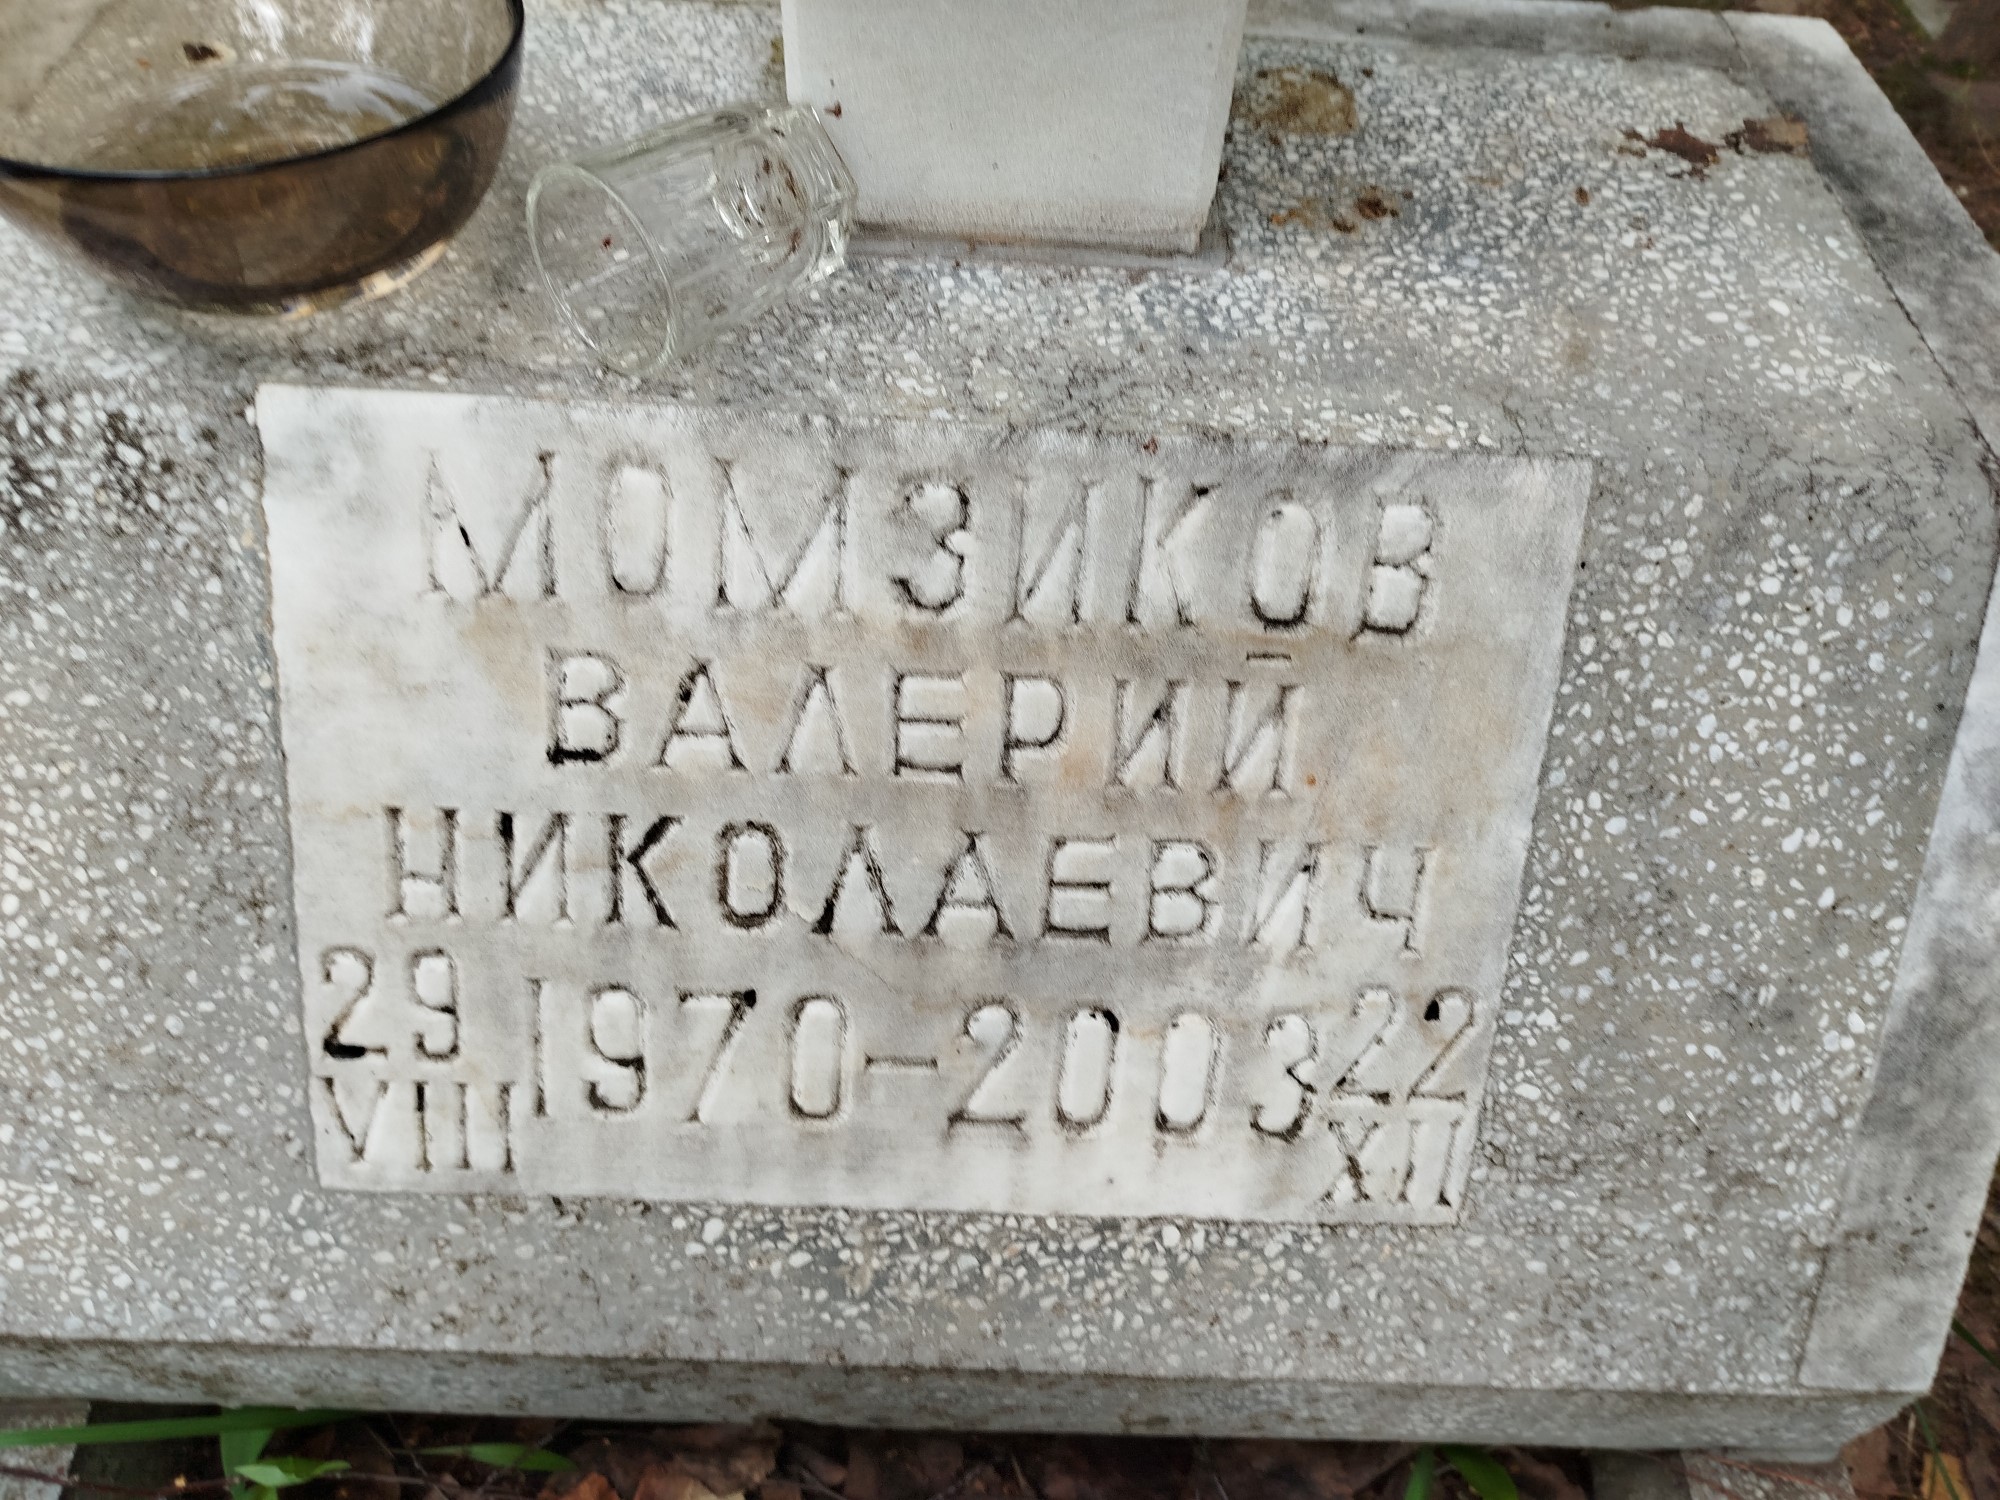 МОМЗИКОВ
ВАЛЕРИЙ
НИКОЛАЕВИЧ
29 VIII 1970-2003 22 XII